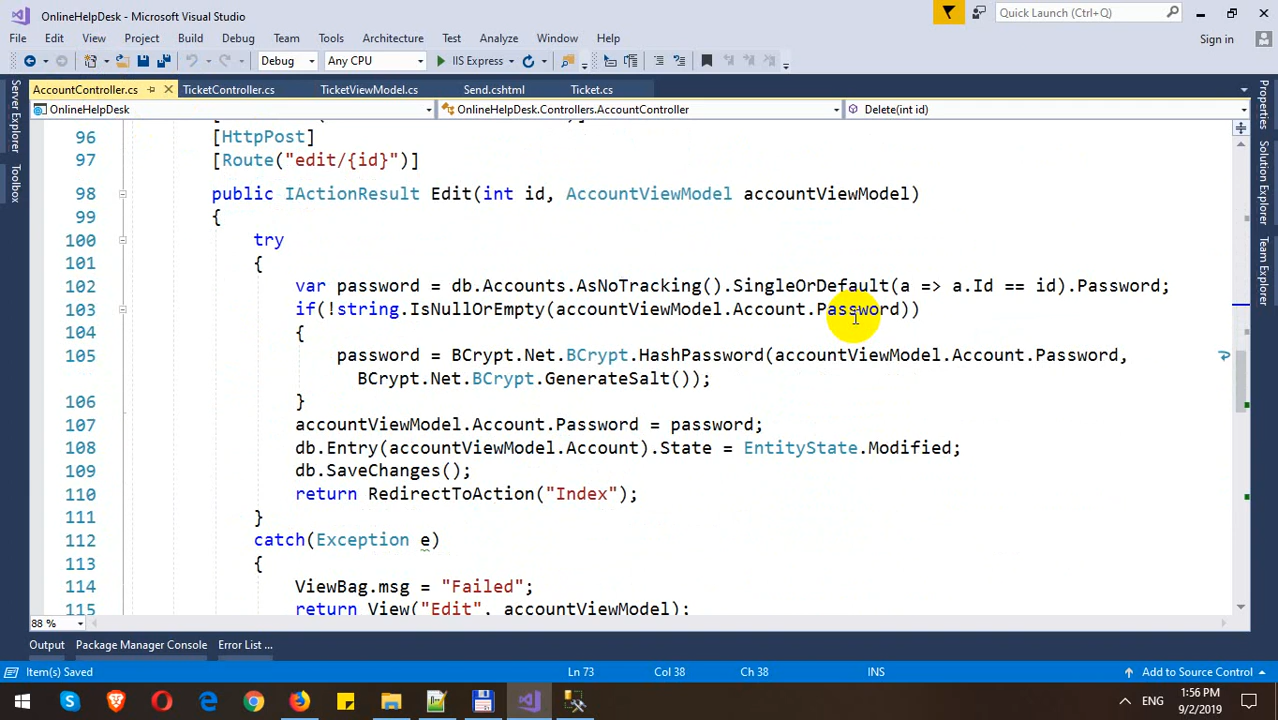 OnlineHelpDesk - Microsoft Visual Studio
Quick Launch (Ctrl+Q)
File Edit View Project Build Debug Team Tools Architecture Test Analyze Window Help
Sign in
Debug Any CPU IIS Express
AccountController.cs TicketController.cs TicketViewModel.cs Send.cshtml Ticket.cs
OnlineHelpDesk OnlineHelpDesk.Controllers.AccountController Delete(int id)
Server Explorer
Toolbox
Properties
Solution Explorer
Team Explorer
96 [HttpPost]
97 [Route("edit/{id}")]
98 public IActionResult Edit(int id, AccountViewModel accountViewModel)
99 {
100 try
101 {
102 var password = db.Accounts.AsNoTracking().SingleOrDefault(a => a.Id == id).Password;
103 if(!string.IsNullOrEmpty(accountViewModel.Account.Password))
104 {
105 password = BCrypt.Net.BCrypt.HashPassword(accountViewModel.Account.Password,
BCrypt.Net.BCrypt.GenerateSalt());
106 }
107 accountViewModel.Account.Password = password;
108 db.Entry(accountViewModel.Account).State = EntityState.Modified;
109 db.SaveChanges();
110 return RedirectToAction("Index");
111 }
112 catch(Exception e)
113 {
114 ViewBag.msg = "Failed";
115 return View("Edit", accountViewModel);
88 %
Output Package Manager Console Error List ...
Item(s) Saved Ln 73 Col 38 Ch 38 INS Add to Source Control
ENG
1:56 PM
9/2/2019